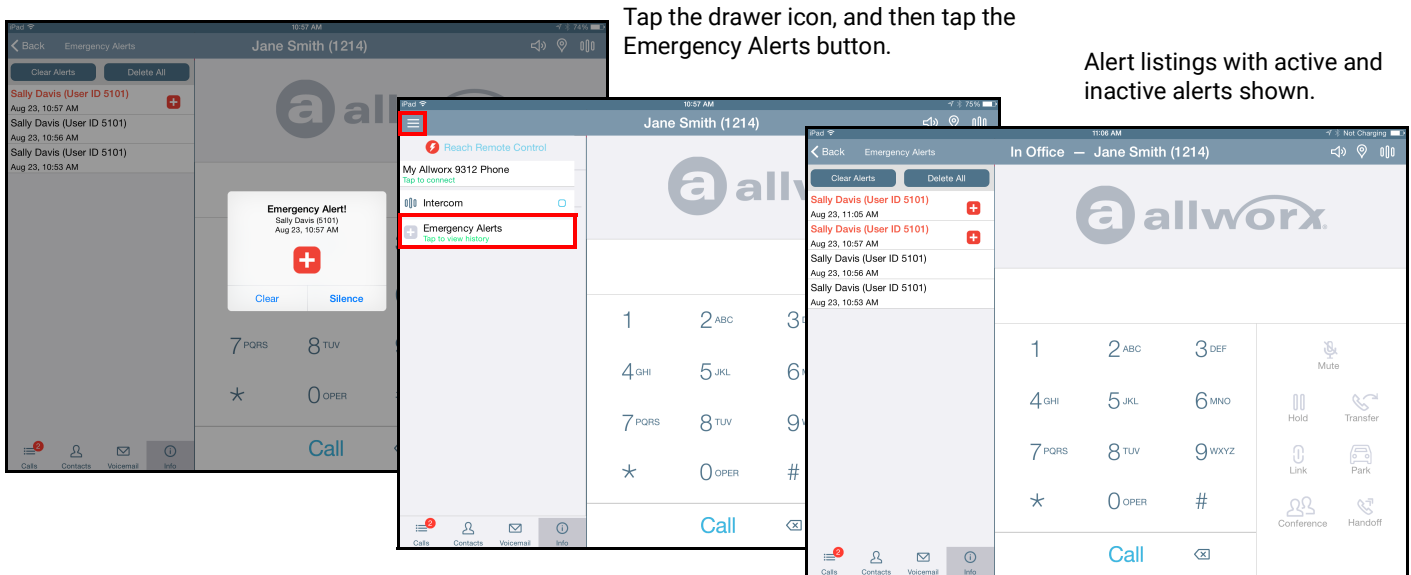 Tap the drawer icon, and then tap the
Emergency Alerts button.
Alert listings with active and
inactive alerts shown.
iPad 10:57 AM 74%
Back Emergency Alerts Jane Smith (1214)
Clear Alerts Delete All
Sally Davis (User ID 5101)
Aug 23, 10:57 AM
Sally Davis (User ID 5101)
Aug 23, 10:56 AM
Sally Davis (User ID 5101)
Aug 23, 10:53 AM
a al
Emergency Alert!
Sally Davis (5101)
Aug 23, 10:57 AM
Clear Silence
7 PQRS 8 TUV
* 0 OPER
Call
2
Calls Contacts Voicemail Info
iPad 10:57 AM 75%
Jane Smith (1214)
Reach Remote Control
My Allworx 9312 Phone
Tap to connect
Intercom
Emergency Alerts
Tap to view history
a all
1 2 ABC 3
4 GHI 5 JKL 6
7 PQRS 8 TUV 9
* 0 OPER #
Call
2
Calls Contacts Voicemail Info
iPad 11:06 AM Not Charging
Back Emergency Alerts In Office — Jane Smith (1214)
Clear Alerts Delete All
Sally Davis (User ID 5101)
Aug 23, 11:05 AM
Sally Davis (User ID 5101)
Aug 23, 10:57 AM
Sally Davis (User ID 5101)
Aug 23, 10:56 AM
Sally Davis (User ID 5101)
Aug 23, 10:53 AM
a allworx.
1 2 ABC 3 DEF
Mute
4 GHI 5 JKL 6 MNO
Hold Transfer
7 PQRS 8 TUV 9 WXYZ
Link Park
* 0 OPER #
Conference Handoff
Call
2
Calls Contacts Voicemail Info